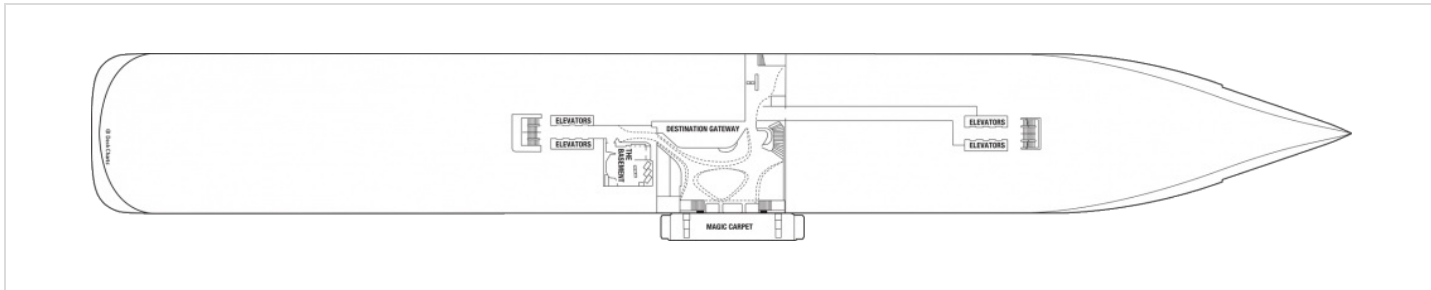 ELEVATORS
DESTINATION GATEWAY
ELEVATORS
ELEVATORS
ELEVATORS
THE
BASEMENT
MAGIC CARPET